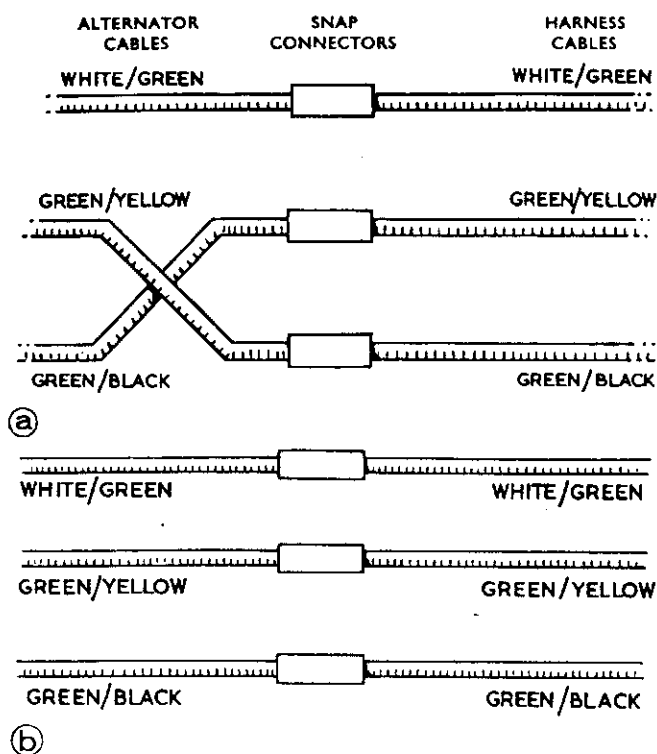 ALTERNATOR CABLES
SNAP CONNECTORS
HARNESS CABLES
WHITE/GREEN WHITE/GREEN
GREEN/YELLOW GREEN/YELLOW
GREEN/BLACK GREEN/BLACK
a
WHITE/GREEN WHITE/GREEN
GREEN/YELLOW GREEN/YELLOW
GREEN/BLACK GREEN/BLACK
b